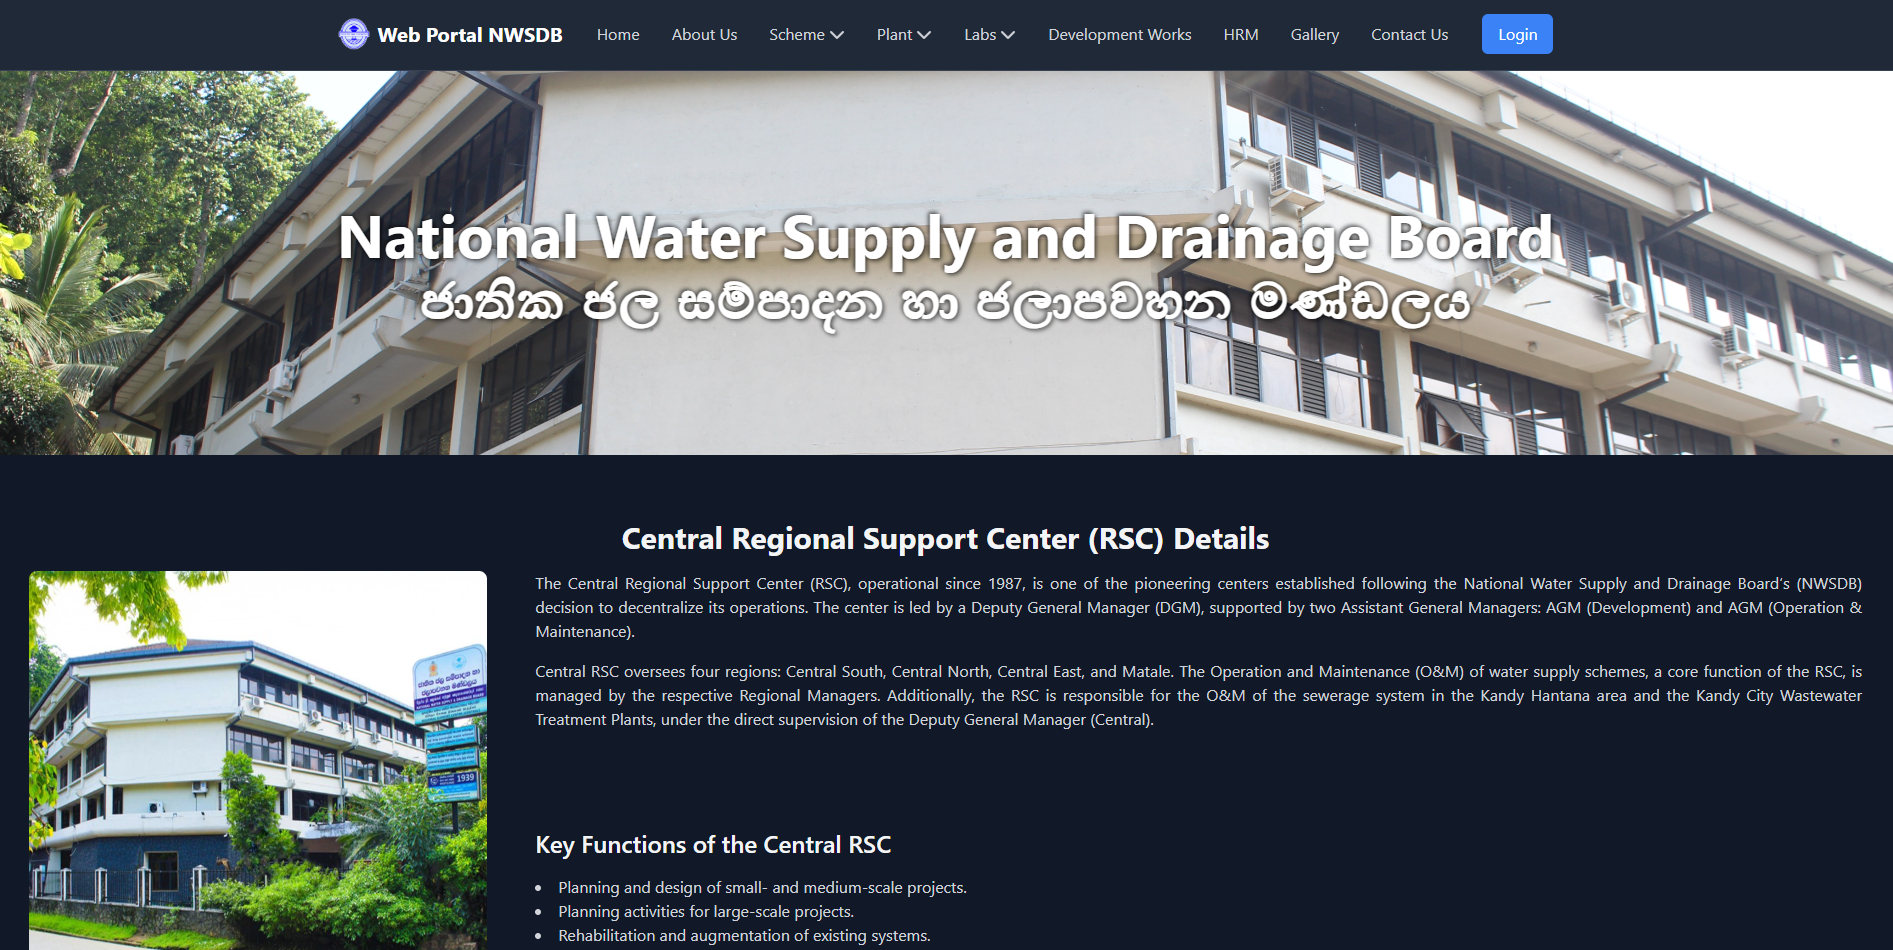 Web Portal NWSDB
Home
About Us
Scheme
Plant
Labs
Development Works
HRM
Gallery
Contact Us
Login
National Water Supply and Drainage Board
ජාතික ජල සම්පාදන හා ජලාපවහන මණ්ඩලය
Central Regional Support Center (RSC) Details
The Central Regional Support Center (RSC), operational since 1987, is one of the pioneering centers established following the National Water Supply and Drainage Board's (NWSDB)
decision to decentralize its operations. The center is led by a Deputy General Manager (DGM), supported by two Assistant General Managers: AGM (Development) and AGM (Operation &
Maintenance).
Central RSC oversees four regions: Central South, Central North, Central East, and Matale. The Operation and Maintenance (O&M) of water supply schemes, a core function of the RSC, is
managed by the respective Regional Managers. Additionally, the RSC is responsible for the O&M of the sewerage system in the Kandy Hantana area and the Kandy City Wastewater
Treatment Plants, under the direct supervision of the Deputy General Manager (Central).
ජාතික ජල සම්පාදන හා
ජලාපවහන මණ්ඩලය
1939
Key Functions of the Central RSC
• Planning and design of small- and medium-scale projects.
• Planning activities for large-scale projects.
• Rehabilitation and augmentation of existing systems.